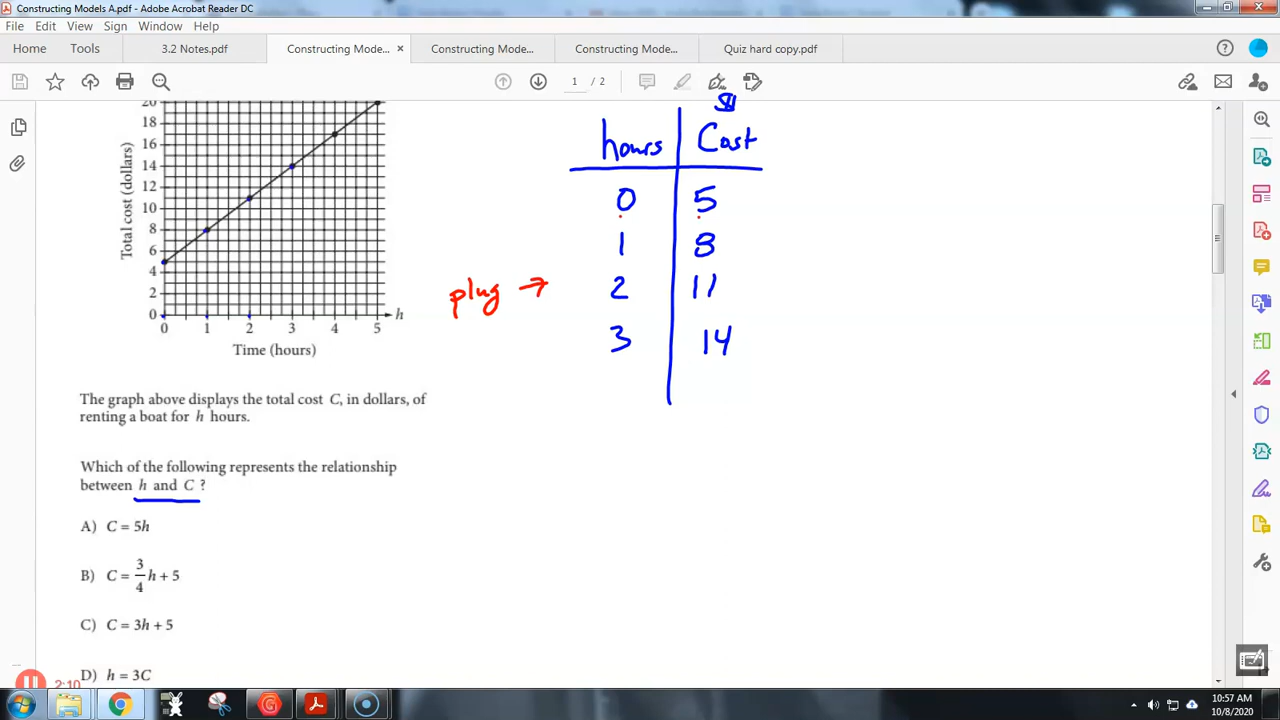 Constructing Models A.pdf - Adobe Acrobat Reader DC
File Edit View Sign Window Help
Home Tools 3.2 Notes.pdf Constructing Mode... × Constructing Mode... Constructing Mode... Quiz hard copy.pdf
1 / 2
20
18
16
14
12
10
8
6
4
2
0
Total cost (dollars)
0 1 2 3 4 5 h
Time (hours)
hours Cost
0 5
1 8
plug → 2 11
3 14
The graph above displays the total cost C, in dollars, of
renting a boat for h hours.
Which of the following represents the relationship
between h and C ?
A) C = 5h
B) C = 3/4 h + 5
C) C = 3h + 5
D) h = 3C
2:10
10:57 AM
10/8/2020